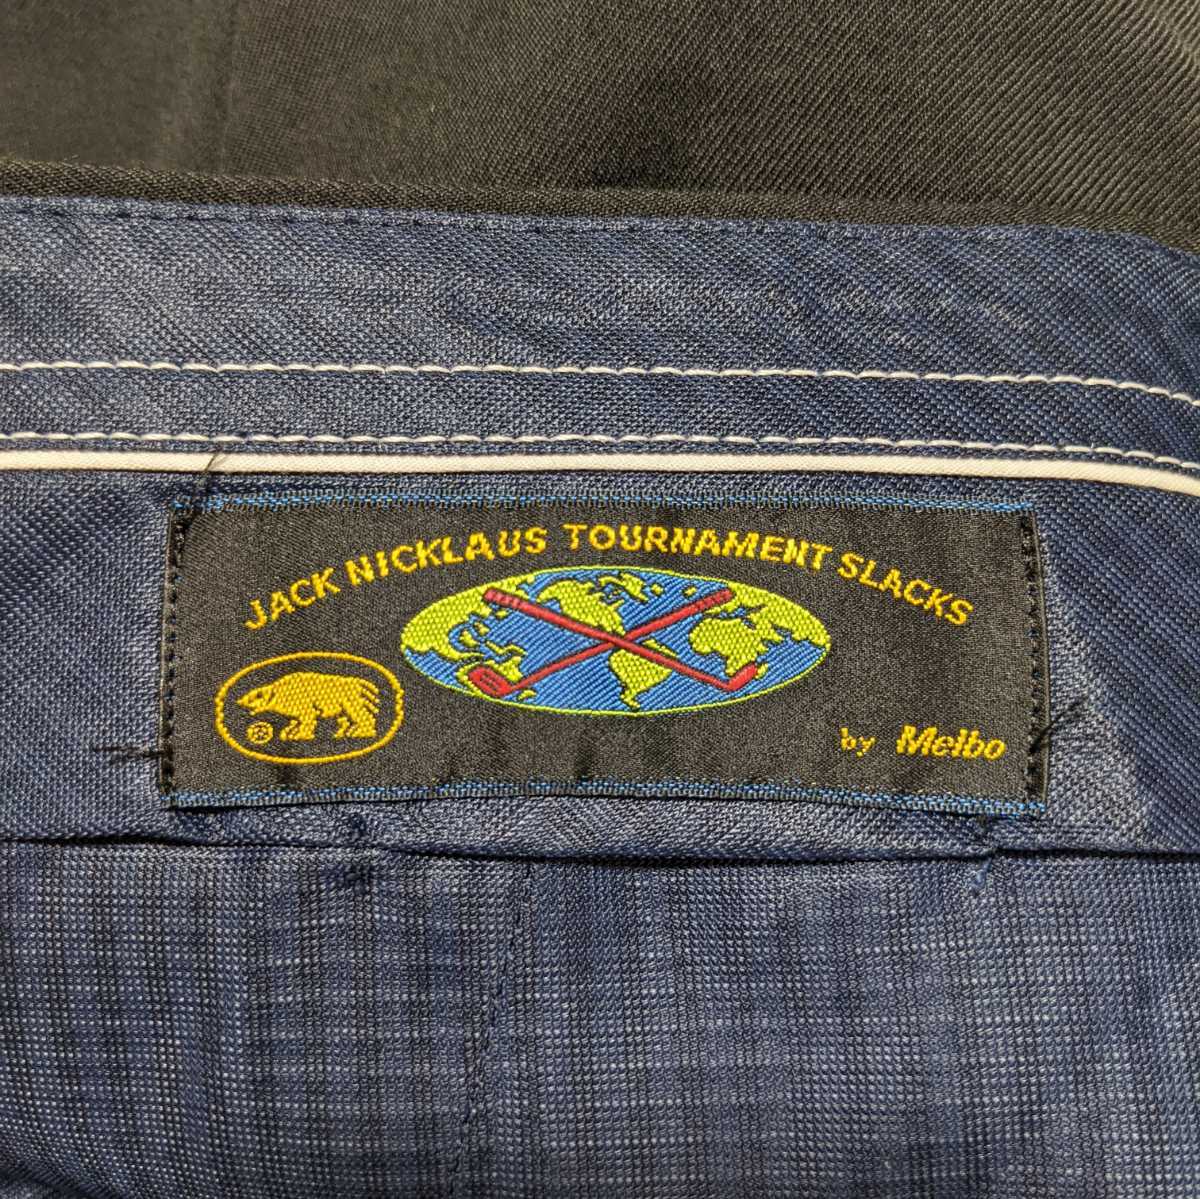 JACK NICKLAUS TOURNAMENT SLACKS
®
by Melbo